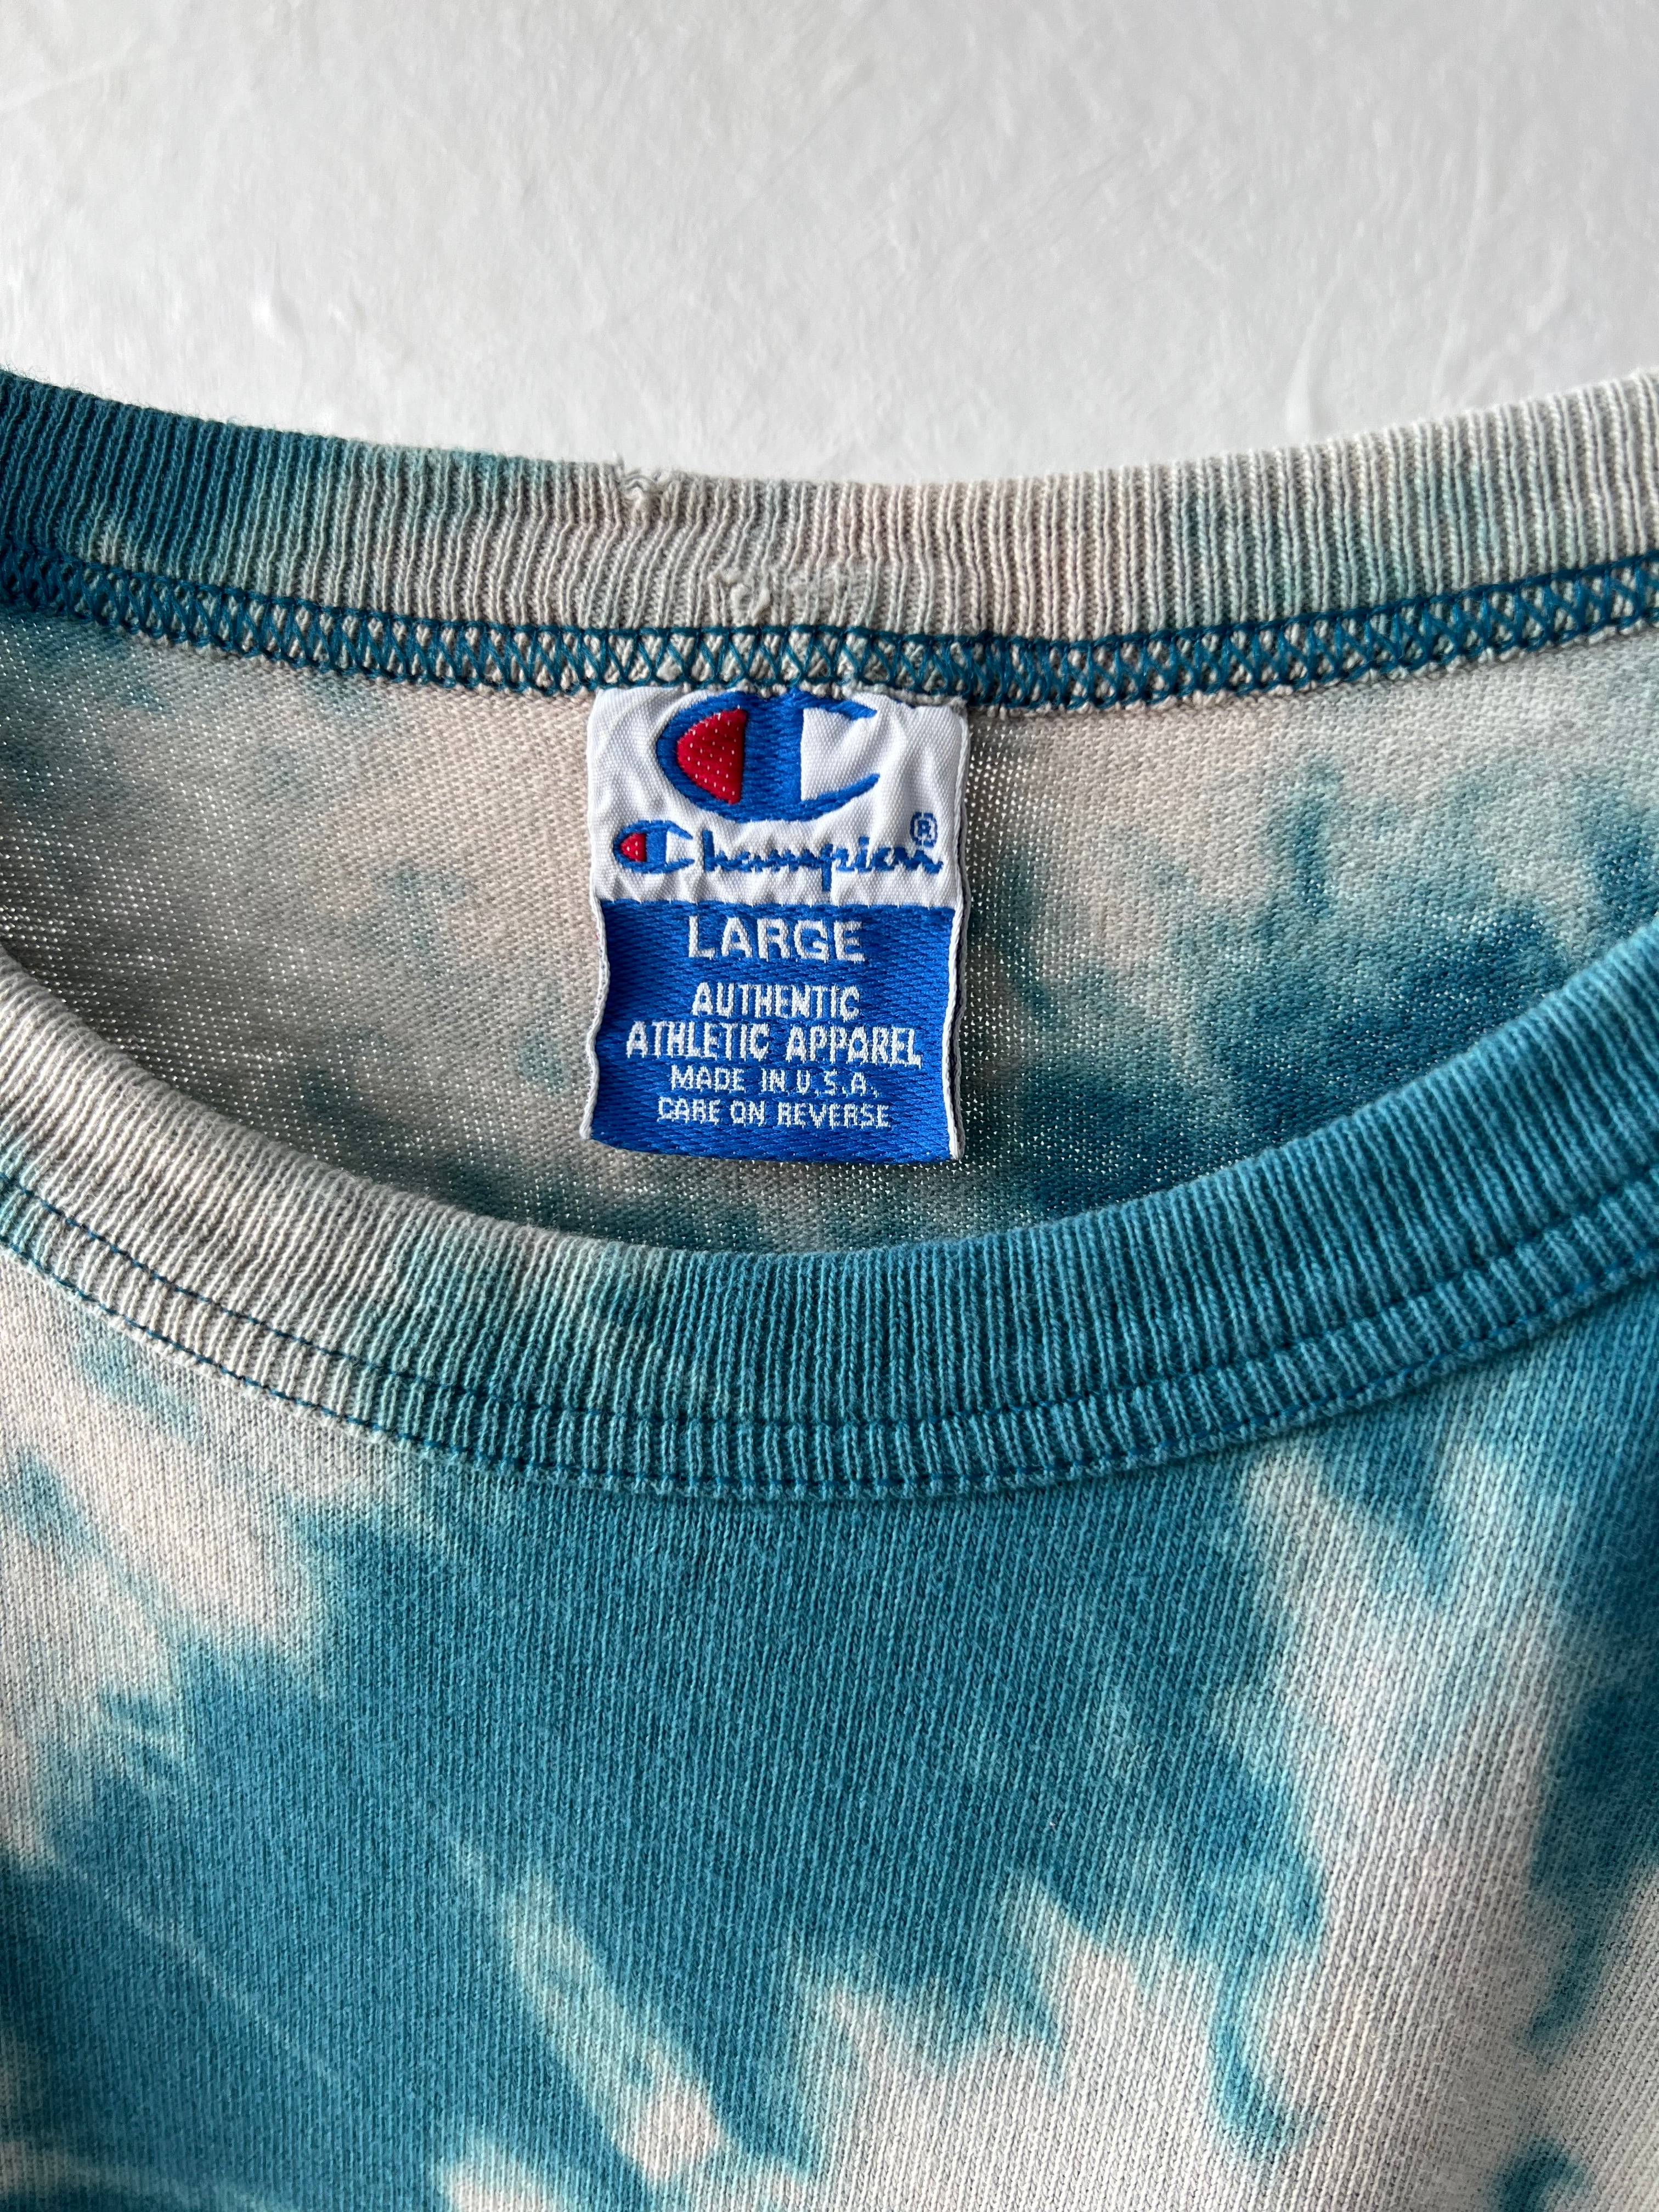 Champion®
LARGE
AUTHENTIC
ATHLETIC APPAREL
MADE IN U.S.A.
CARE ON REVERSE